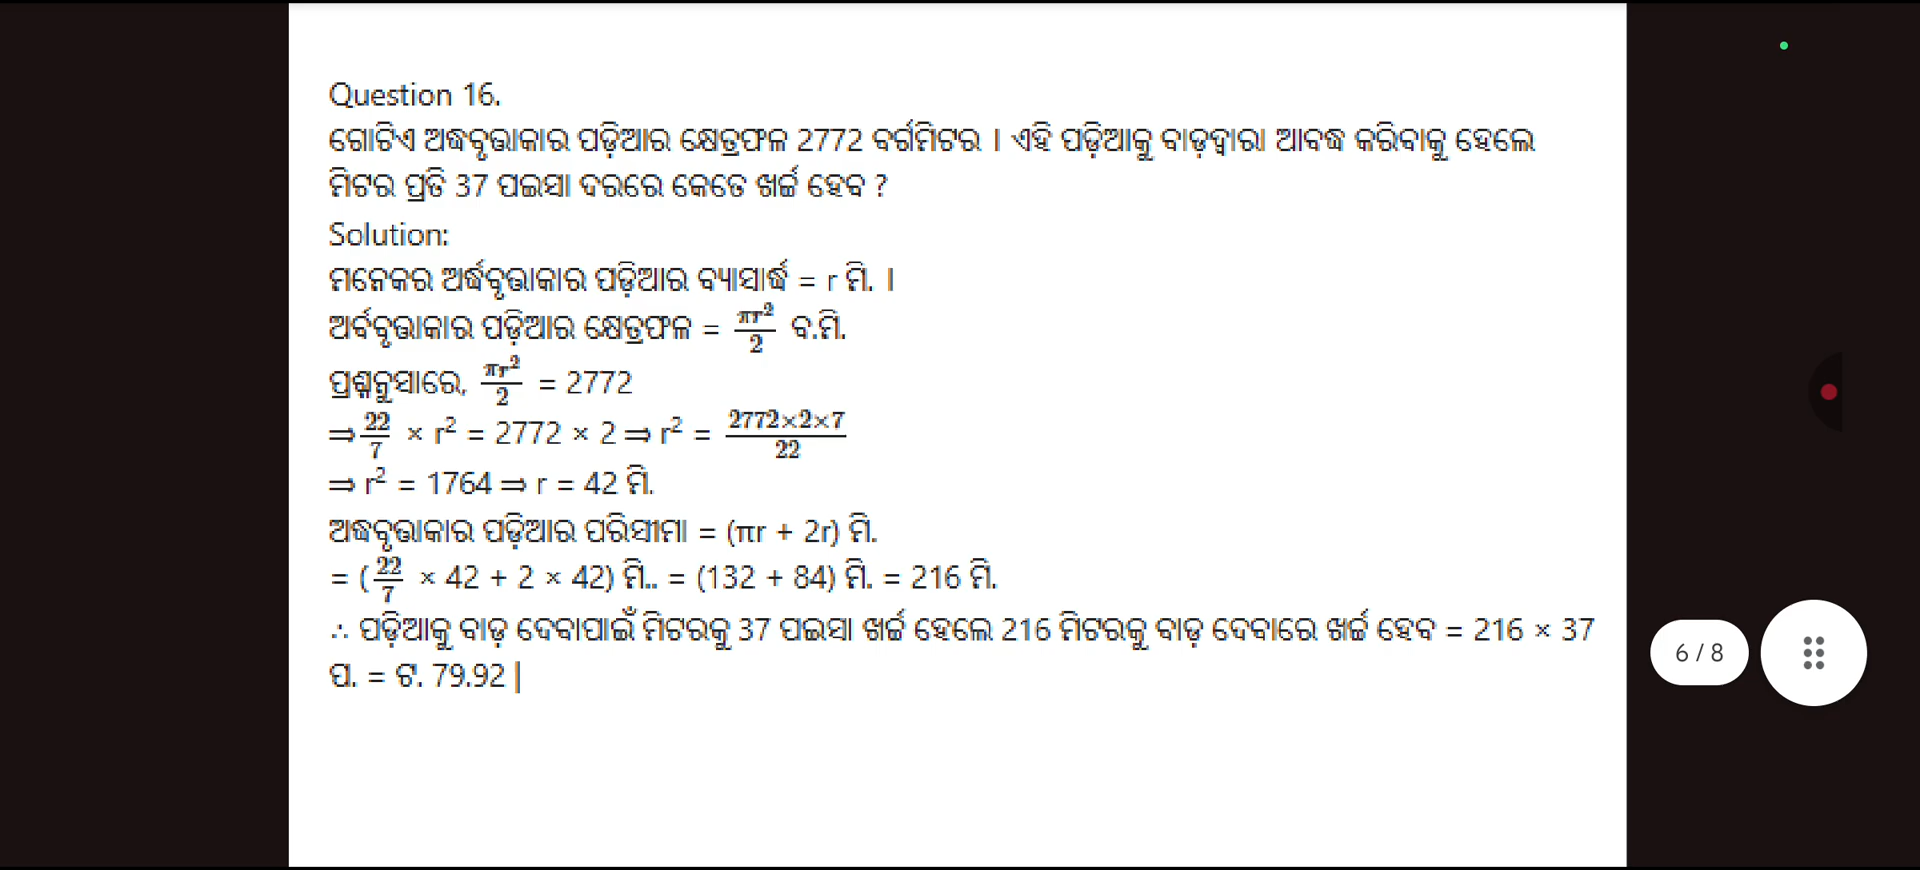 Question 16.
ଗୋଟିଏ ଅଦ୍ଧବୃତ୍ତାକାର ପଡ଼ିଆର କ୍ଷେତ୍ରଫଳ 2772 ବର୍ଗମିଟର । ଏହି ପଡ଼ିଆକୁ ବାଡ଼ଦ୍ବାରା ଆବଦ୍ଧ କରିବାକୁ ହେଲେ
ମିଟର ପ୍ରତି 37 ପଇସା ଦରରେ କେତେ ଖର୍ଚ୍ଚ ହେବ ?
Solution:
ମନେକର ଅର୍ଦ୍ଧବୃତ୍ତାକାର ପଡ଼ିଆର ବ୍ୟାସାର୍ଦ୍ଧ = r ମି. ।
ଅର୍ବବୃତ୍ତାକାର ପଡ଼ିଆର କ୍ଷେତ୍ରଫଳ = πr²/2 ବ.ମି.
ପ୍ରଶ୍ନନୁସାରେ, πr²/2 = 2772
⇒ 22/7 × r² = 2772 × 2 ⇒ r² = 2772×2×7/22
⇒ r² = 1764 ⇒ r = 42 ମି.
ଅଦ୍ଧବୃତ୍ତାକାର ପଡ଼ିଆର ପରିସୀମା = (πr + 2r) ମି.
= (22/7 × 42 + 2 × 42) ମି.. = (132 + 84) ମି. = 216 ମି.
∴ ପଡ଼ିଆକୁ ବାଡ଼ ଦେବାପାଇଁ ମିଟରକୁ 37 ପଇସା ଖର୍ଚ୍ଚ ହେଲେ 216 ମିଟରକୁ ବାଡ଼ ଦେବାରେ ଖର୍ଚ୍ଚ ହେବ = 216 × 37
ପ. = ଟ. 79.92 |
6 / 8